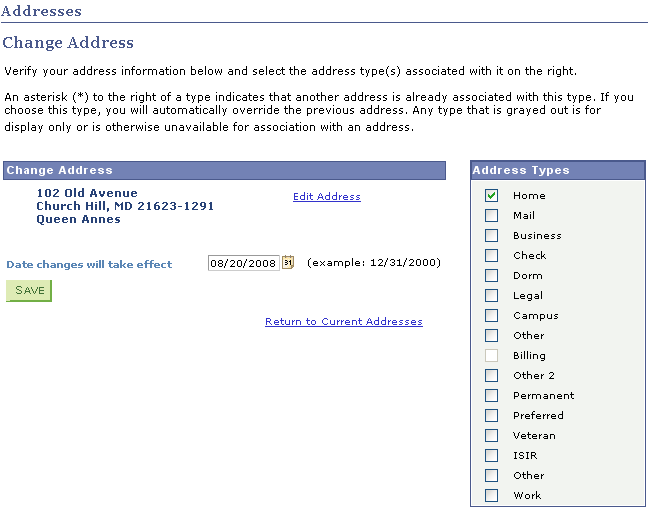 Addresses
Change Address
Verify your address information below and select the address type(s) associated with it on the right.
An asterisk (*) to the right of a type indicates that another address is already associated with this type. If you
choose this type, you will automatically override the previous address. Any type that is grayed out is for
display only or is otherwise unavailable for association with an address.
Change Address
102 Old Avenue
Church Hill, MD 21623-1291
Queen Annes
Edit Address
Date changes will take effect
08/20/2008
31
(example: 12/31/2000)
SAVE
Return to Current Addresses
Address Types
Home
Mail
Business
Check
Dorm
Legal
Campus
Other
Billing
Other 2
Permanent
Preferred
Veteran
ISIR
Other
Work